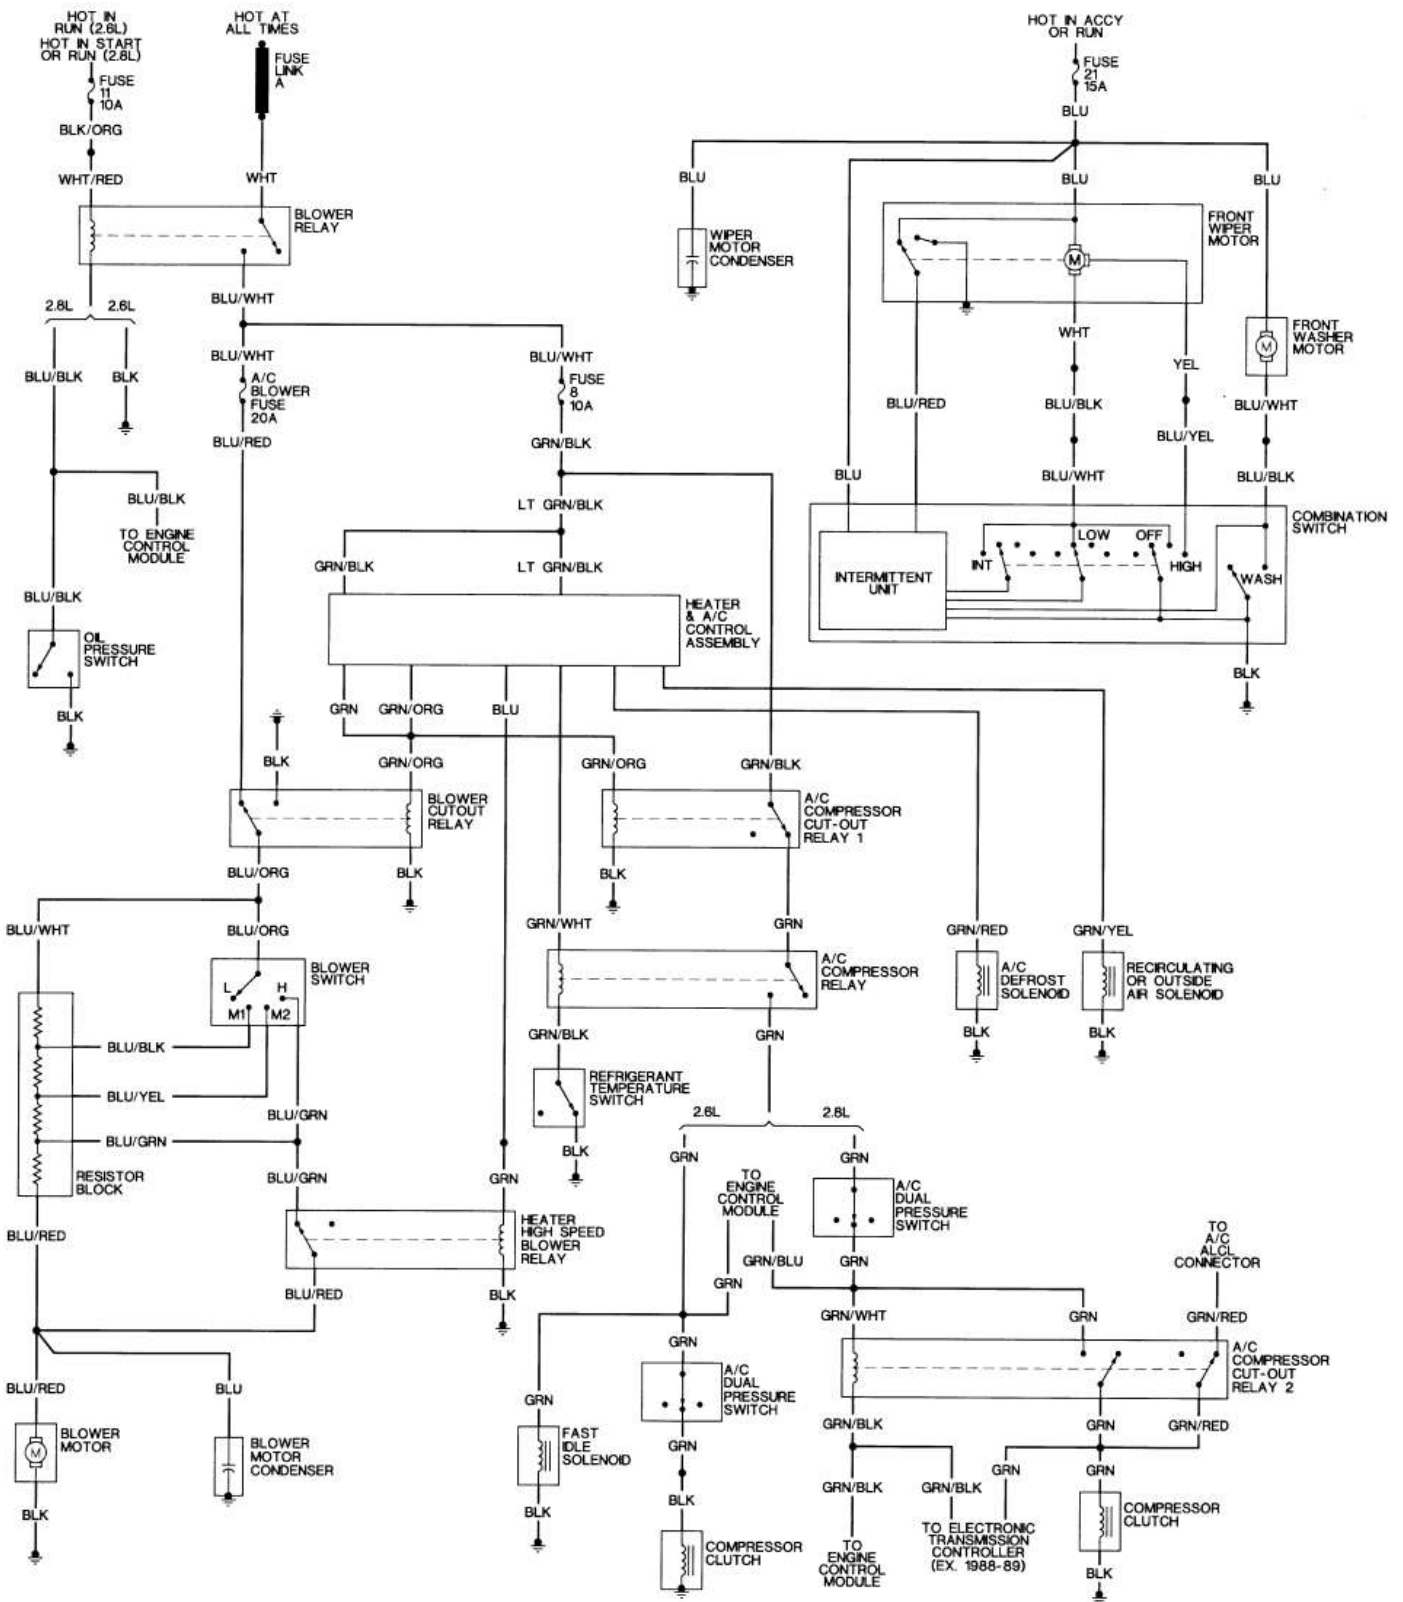 HOT IN
RUN (2.6L)
HOT IN START
OR RUN (2.8L)
FUSE
11
10A
BLK/ORG
WHT/RED
HOT AT
ALL TIMES
FUSE
LINK
A
WHT
BLOWER
RELAY
2.8L
2.6L
BLU/BLK
BLK
BLU/BLK
TO ENGINE
CONTROL
MODULE
BLU/BLK
OIL
PRESSURE
SWITCH
BLK
BLU/WHT
BLU/WHT
A/C
BLOWER
FUSE
20A
BLU/RED
BLU/WHT
FUSE
8
10A
GRN/BLK
LT GRN/BLK
GRN/BLK
LT GRN/BLK
HEATER
& A/C
CONTROL
ASSEMBLY
GRN
GRN/ORG
BLU
BLK
GRN/ORG
GRN/ORG
GRN/BLK
BLOWER
CUTOUT
RELAY
A/C
COMPRESSOR
CUT-OUT
RELAY 1
BLU/ORG
BLK
BLK
BLU/WHT
BLU/ORG
GRN/WHT
GRN
GRN/RED
GRN/YEL
BLOWER
SWITCH
L
H
M1
M2
A/C
COMPRESSOR
RELAY
A/C
DEFROST
SOLENOID
RECIRCULATING
OR OUTSIDE
AIR SOLENOID
BLK
BLK
BLU/BLK
BLU/YEL
BLU/GRN
BLU/GRN
RESISTOR
BLOCK
BLU/GRN
GRN/BLK
GRN
REFRIGERANT
TEMPERATURE
SWITCH
BLK
GRN
BLU/RED
HEATER
HIGH SPEED
BLOWER
RELAY
BLU/RED
BLK
BLU/RED
BLU
BLOWER
MOTOR
M
BLOWER
MOTOR
CONDENSER
BLK
2.6L
2.8L
GRN
TO
ENGINE
CONTROL
MODULE
GRN
A/C
DUAL
PRESSURE
SWITCH
GRN/BLU
GRN
GRN
GRN/WHT
GRN
TO
A/C
ALCL
CONNECTOR
GRN/RED
GRN
A/C
DUAL
PRESSURE
SWITCH
A/C
COMPRESSOR
CUT-OUT
RELAY 2
GRN
FAST
IDLE
SOLENOID
BLK
GRN
BLK
COMPRESSOR
CLUTCH
GRN/BLK
GRN
GRN/RED
GRN/BLK
GRN/BLK
GRN
GRN
TO
ENGINE
CONTROL
MODULE
TO ELECTRONIC
TRANSMISSION
CONTROLLER
(EX. 1988-89)
COMPRESSOR
CLUTCH
BLK
HOT IN ACCY
OR RUN
FUSE
21
15A
BLU
BLU
BLU
BLU
WIPER
MOTOR
CONDENSER
FRONT
WIPER
MOTOR
M
WHT
YEL
FRONT
WASHER
MOTOR
M
BLU/RED
BLU/BLK
BLU/WHT
BLU/YEL
BLU
BLU/WHT
BLU/BLK
COMBINATION
SWITCH
INTERMITTENT
UNIT
INT
LOW
OFF
HIGH
WASH
BLK